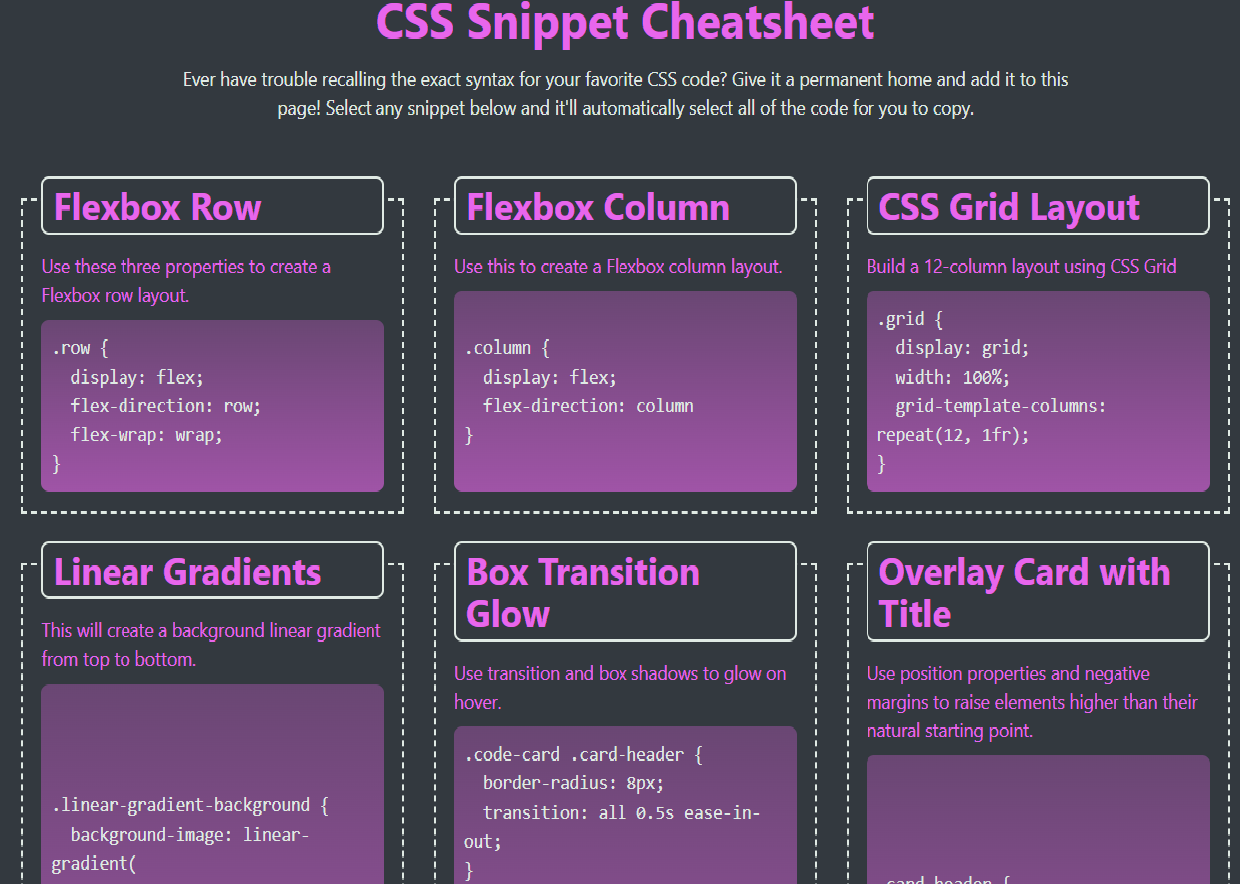 CSS Snippet Cheatsheet
Ever have trouble recalling the exact syntax for your favorite CSS code? Give it a permanent home and add it to this
page! Select any snippet below and it'll automatically select all of the code for you to copy.
Flexbox Row
Use these three properties to create a
Flexbox row layout.
.row {
  display: flex;
  flex-direction: row;
  flex-wrap: wrap;
}
Flexbox Column
Use this to create a Flexbox column layout.
.column {
  display: flex;
  flex-direction: column
}
CSS Grid Layout
Build a 12-column layout using CSS Grid
.grid {
  display: grid;
  width: 100%;
  grid-template-columns:
repeat(12, 1fr);
}
Linear Gradients
This will create a background linear gradient
from top to bottom.
.linear-gradient-background {
  background-image: linear-
gradient(
Box Transition
Glow
Use transition and box shadows to glow on
hover.
.code-card .card-header {
  border-radius: 8px;
  transition: all 0.5s ease-in-
out;
}
Overlay Card with
Title
Use position properties and negative
margins to raise elements higher than their
natural starting point.
.card-header {